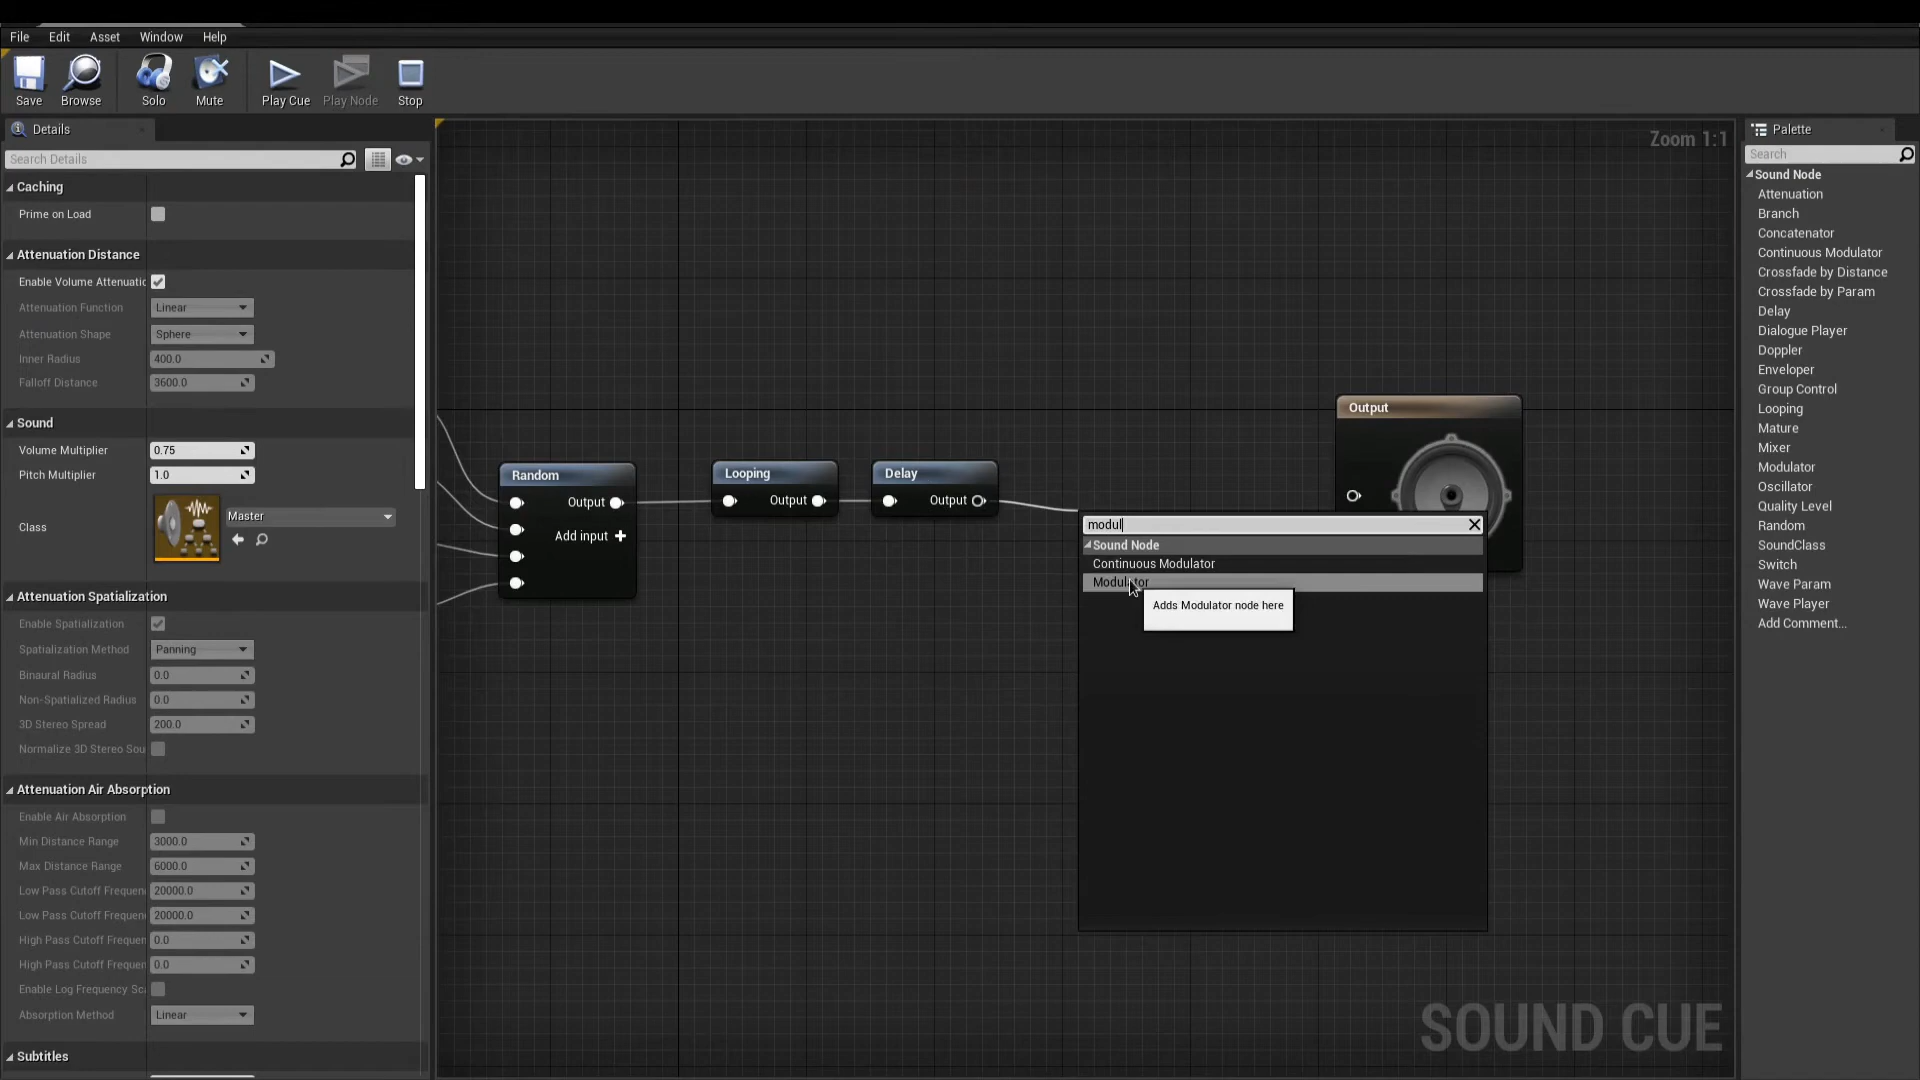 File Edit Asset Window Help
Save Browse Solo Mute Play Cue Play Node Stop
Details
Search Details
Caching
Prime on Load
Attenuation Distance
Enable Volume Attenuatic
Attenuation Function Linear
Attenuation Shape Sphere
Inner Radius 400.0
Falloff Distance 3600.0
Sound
Volume Multiplier 0.75
Pitch Multiplier 1.0
Class Master
Attenuation Spatialization
Enable Spatialization
Spatialization Method Panning
Binaural Radius 0.0
Non-Spatialized Radius 0.0
3D Stereo Spread 200.0
Normalize 3D Stereo Sou
Attenuation Air Absorption
Enable Air Absorption
Min Distance Range 3000.0
Max Distance Range 6000.0
Low Pass Cutoff Frequen 20000.0
Low Pass Cutoff Frequen 20000.0
High Pass Cutoff Frequen 0.0
High Pass Cutoff Frequen 0.0
Enable Log Frequency Sc
Absorption Method Linear
Subtitles
Zoom 1:1
Random
Output
Add input
Looping
Output
Delay
Output
Output
modul
Sound Node
Continuous Modulator
Modulator
Adds Modulator node here
SOUND CUE
Palette
Search
Sound Node
Attenuation
Branch
Concatenator
Continuous Modulator
Crossfade by Distance
Crossfade by Param
Delay
Dialogue Player
Doppler
Enveloper
Group Control
Looping
Mature
Mixer
Modulator
Oscillator
Quality Level
Random
SoundClass
Switch
Wave Param
Wave Player
Add Comment...